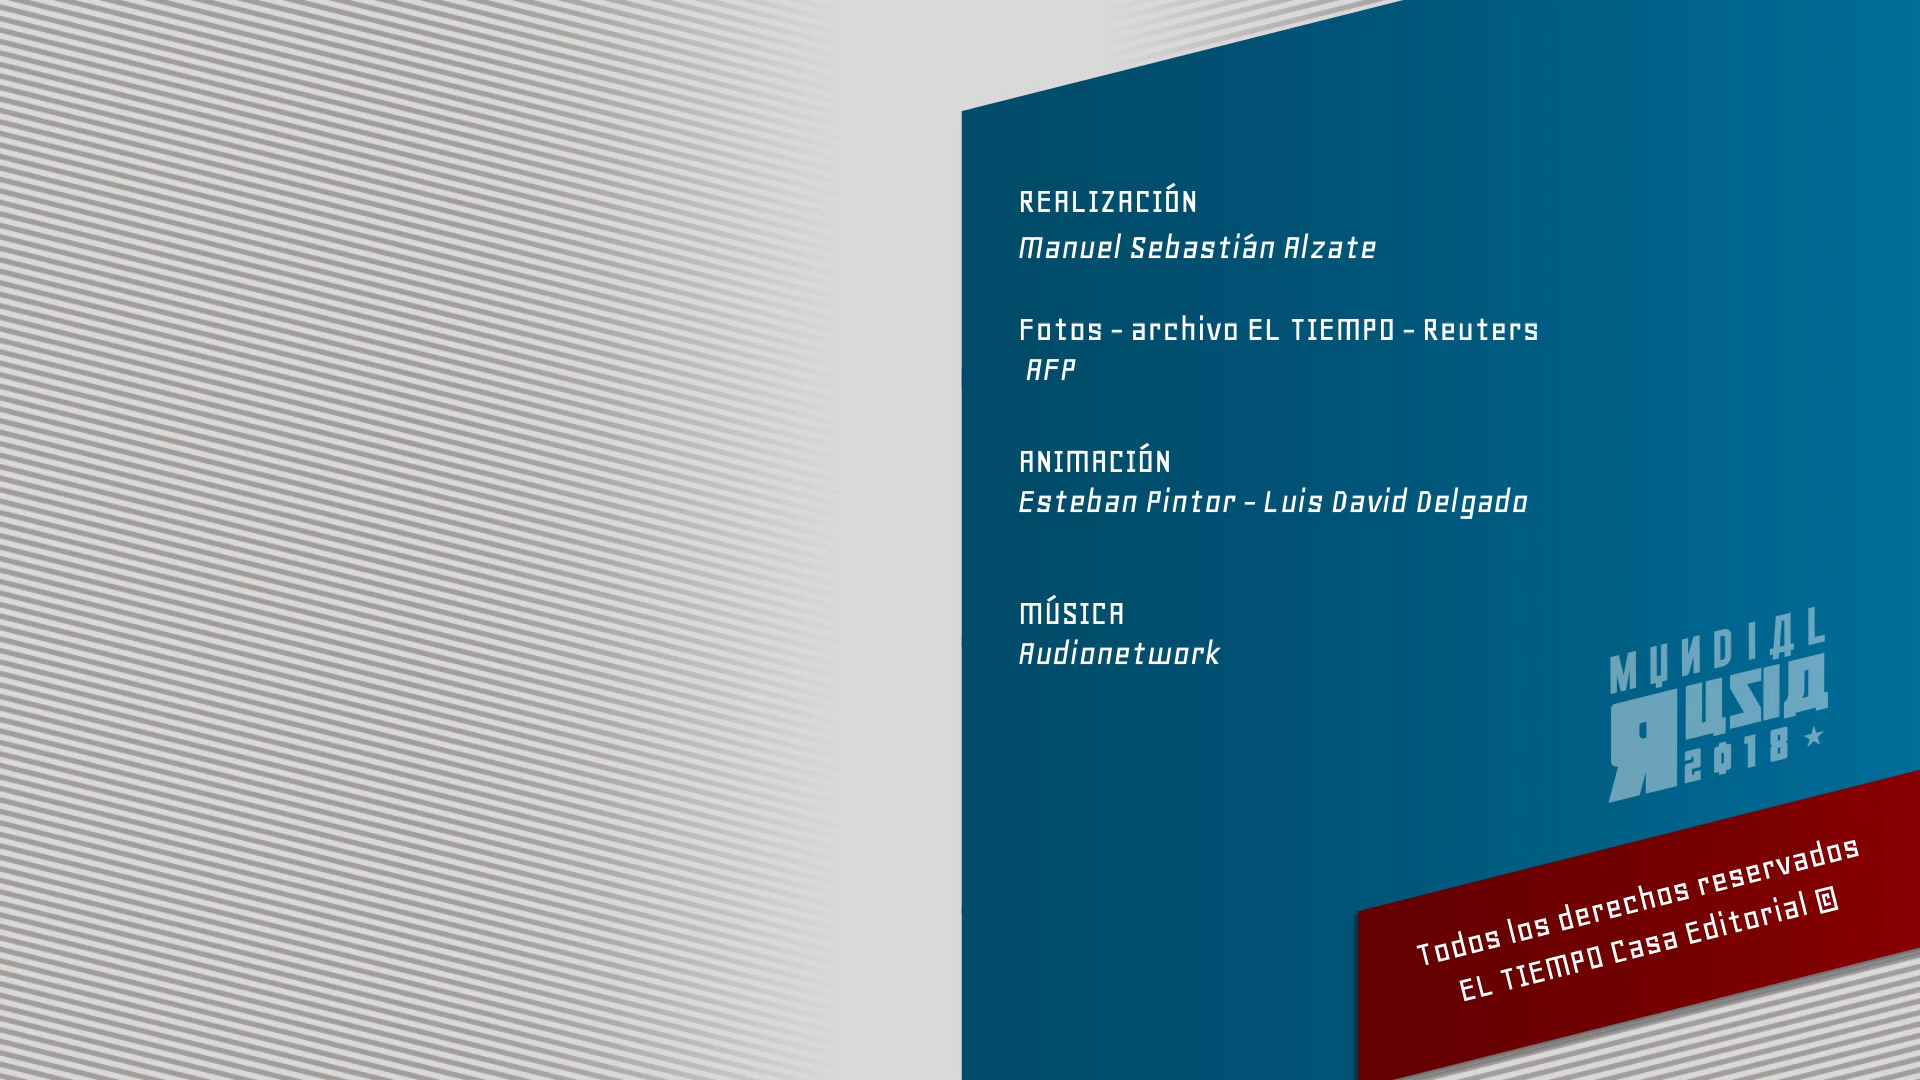 REALIZACIÓN
Manuel Sebastián Alzate
Fotos - archivo EL TIEMPO - Reuters
AFP
ANIMACIÓN
Esteban Pintor - Luis David Delgado
MÚSICA
Audionetwork
MUNDIAL
RUSIA
2018
Todos los derechos reservados
EL TIEMPO Casa Editorial ©